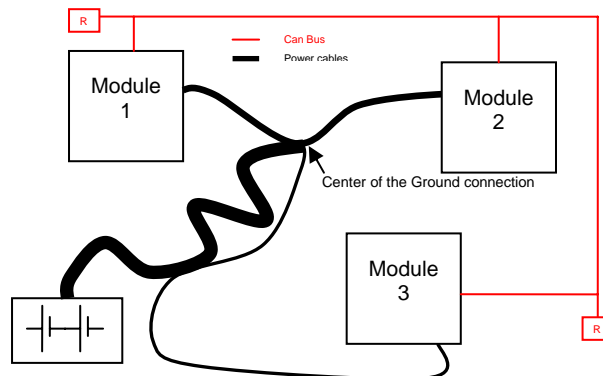 R
Can Bus
Power cables
Module
1
Module
2
Center of the Ground connection
Module
3
R